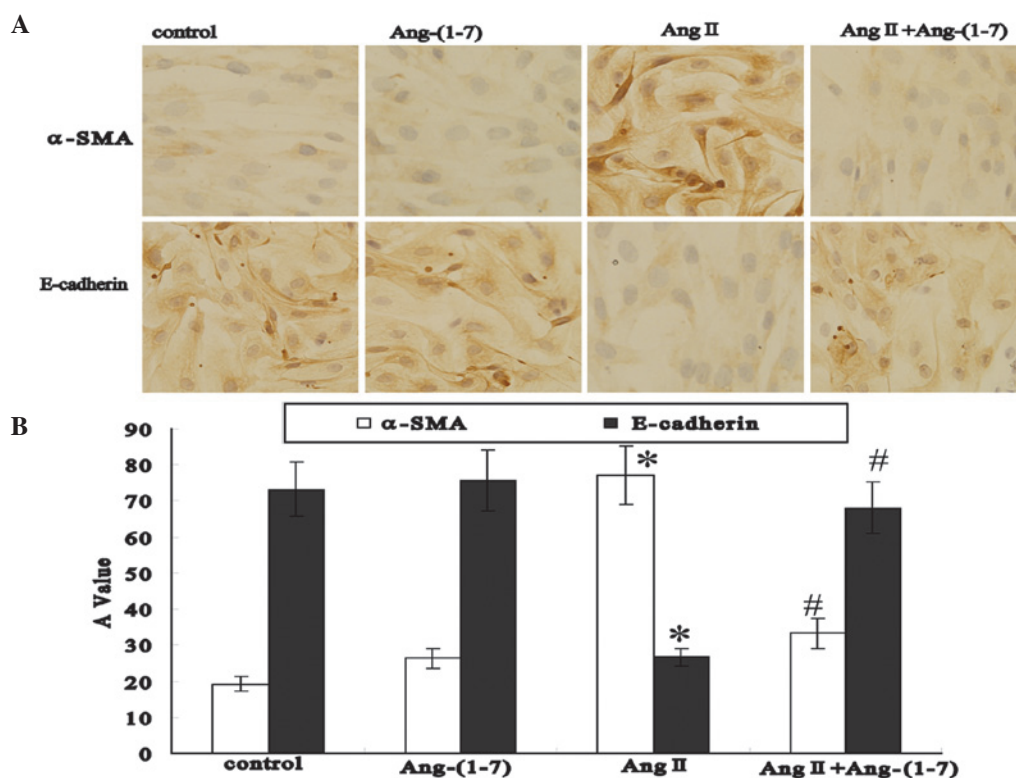 A
control Ang-(1-7) Ang Ⅱ Ang Ⅱ +Ang-(1-7)
α-SMA
E-cadherin
B
α-SMA E-cadherin
90
80
70
60
50
40
30
20
10
0
A Value
* * # #
control Ang-(1-7) Ang Ⅱ Ang Ⅱ +Ang-(1-7)